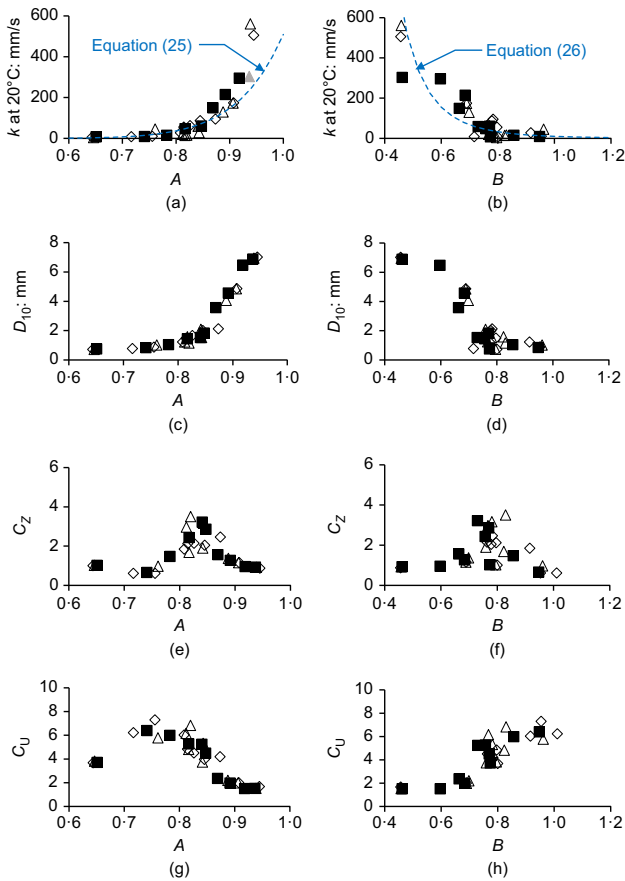 600
400
200
0
k at 20°C: mm/s
Equation (25)
0·6 0·7 0·8 0·9 1·0
A
(a)
600
400
200
0
k at 20°C: mm/s
Equation (26)
0·4 0·6 0·8 1·0 1·2
B
(b)
8
6
4
2
0
D10: mm
0·6 0·7 0·8 0·9 1·0
A
(c)
8
6
4
2
0
D10: mm
0·4 0·6 0·8 1·0 1·2
B
(d)
6
4
2
0
CZ
0·6 0·7 0·8 0·9 1·0
A
(e)
6
4
2
0
CZ
0·4 0·6 0·8 1·0 1·2
B
(f)
10
8
6
4
2
0
CU
0·6 0·7 0·8 0·9 1·0
A
(g)
10
8
6
4
2
0
CU
0·4 0·6 0·8 1·0 1·2
B
(h)